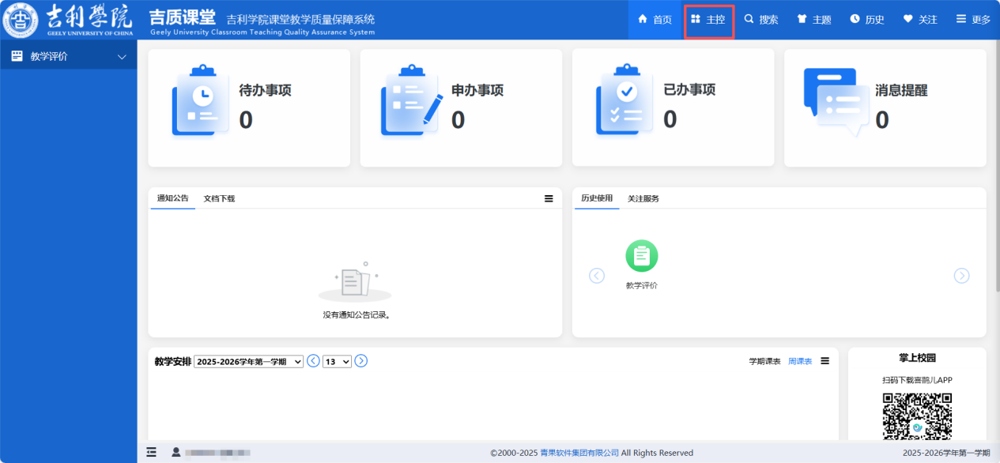 吉利學院
GEELY UNIVERSITY OF CHINA
吉质课堂 吉利学院课堂教学质量保障系统
Geely University Classroom Teaching Quality Assurance System
首页 主控 搜索 主题 历史 关注 更多
教学评价
待办事项
0
申办事项
0
已办事项
0
消息提醒
0
通知公告 文档下载
没有通知公告记录。
历史使用 关注服务
教学评价
教学安排 2025-2026学年第一学期 13 学期课表 周课表
掌上校园
扫码下载喜鹊儿APP
©2000-2025 青果软件集团有限公司 All Rights Reserved 2025-2026学年第一学期